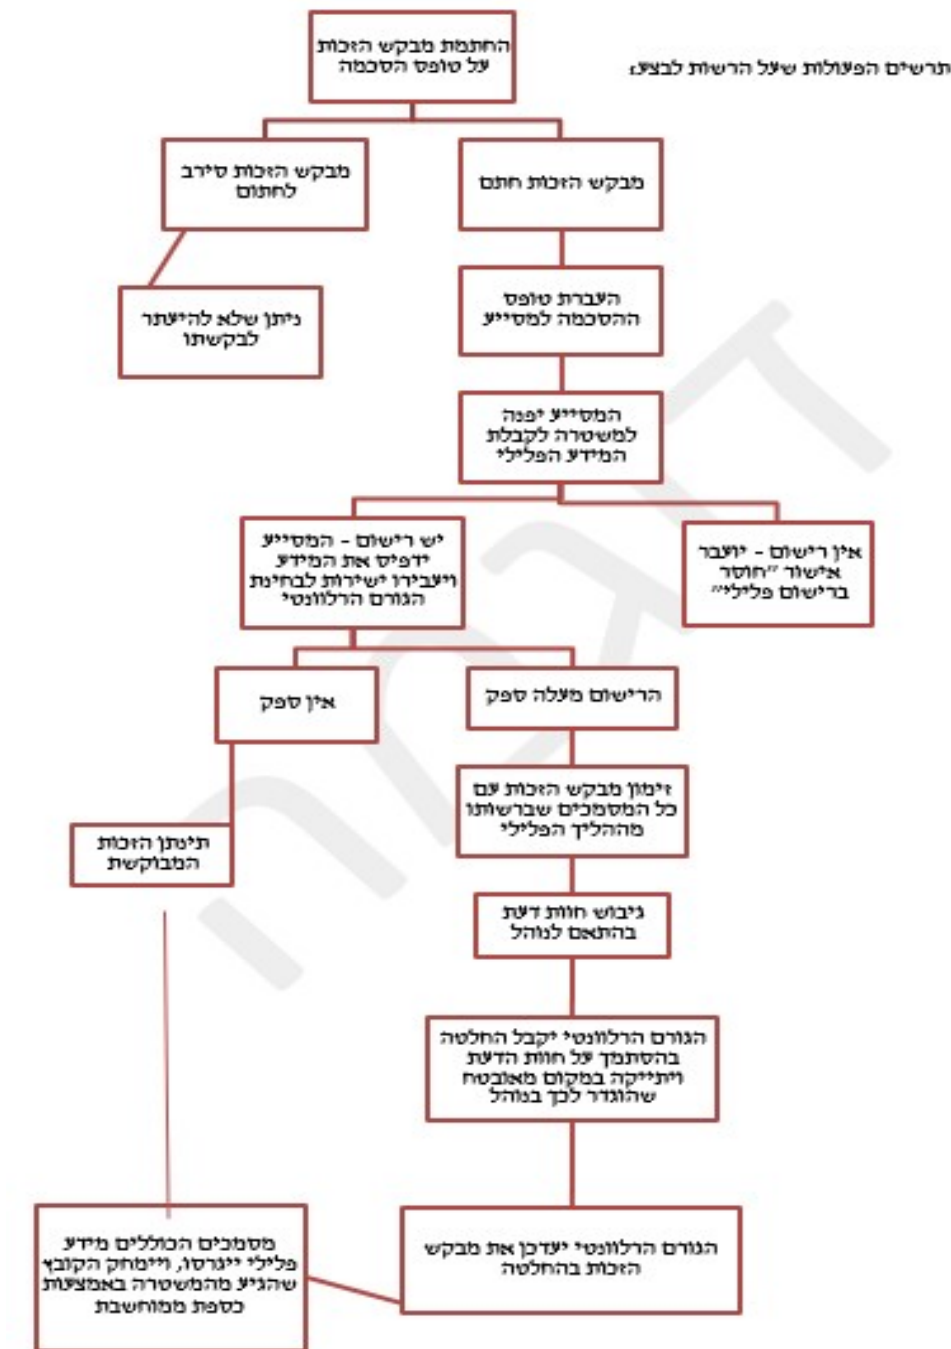 תרשים הפעולות שעל הרשות לבצע:
החתמת מבקש הזכות
על טופס הסכמה
מבקש הזכות חתם
מבקש הזכות סירב
לחתום
העברת טופס
ההסכמה למסייע
ניתן שלא להיעתר
לבקשתו
המסייע יפנה
למשטרה לקבלת
המידע הפלילי
אין רישום - יועבר
אישור "חוסר
ברישום פלילי"
יש רישום - המסייע
ידפיס את המידע
ויעבירו ישירות לבחינת
הגורם הרלוונטי
הרישום מעלה ספק
אין ספק
זימון מבקש הזכות עם
כל המסמכים שברשותו
מההליך הפלילי
תינתן הזכות
המבוקשת
גיבוש חוות דעת
בהתאם לנוהל
הגורם הרלוונטי יקבל החלטה
בהסתמך על חוות הדעת
ויתייקה במקום מאובטח
שהוגדר לכך בנוהל
הגורם הרלוונטי יעדכן את מבקש
הזכות בהחלטה
מסמכים הכוללים מידע
פלילי ייגרסו, ויימחק הקובץ
שהגיע מהמשטרה באמצעות
כספת ממוחשבת
דוגמה